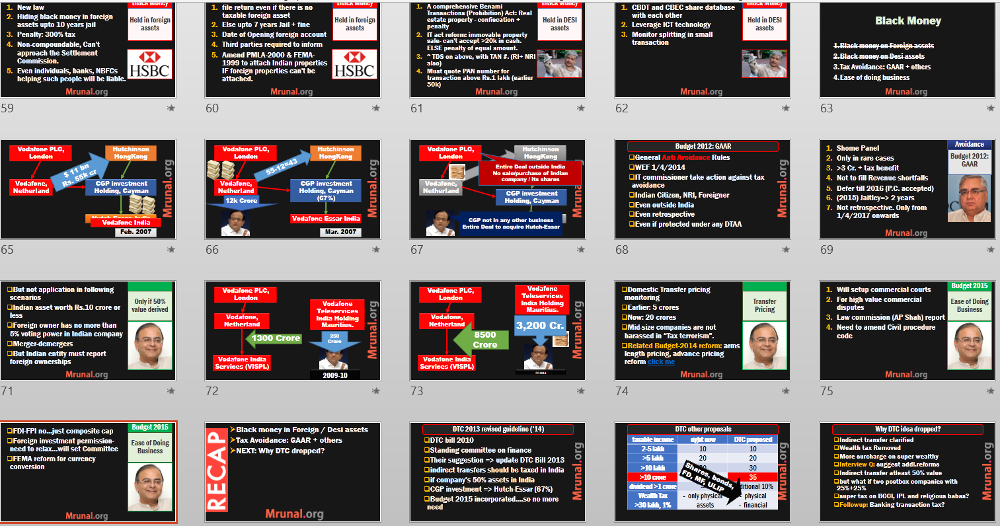 1. New law
2. Hiding black money in foreign
assets upto 10 years jail
3. Penalty: 300% tax
4. Non-compoundable, Can't
approach the Settlement
Commission.
5. Even individuals, banks, NBFCs
helping such people will be liable.
Black Money
Held in foreign
assets
HSBC
Mrunal.org
59
1. file return even if there is no
taxable foreign asset
2. Else upto 7 years Jail + fine
3. Date of Opening foreign account
4. Third parties required to inform
5. Amend PMLA-2000 & FEMA-
1999 to attach Indian properties
IF foreign properties can't be
attached.
Black Money
Held in foreign
assets
HSBC
Mrunal.org
60
1. A comprehensive Benami
Transactions (Prohibition) Act: Real
estate property - confiscation +
penalty
2. IT act reform: immovable property
sale- can't accept >20k in cash.
ELSE penalty of equal amount.
3. ^ TDS on above, with TAN #. (RI+ NRI
also)
4. Must quote PAN number for
transaction above Rs.1 lakh (earlier
50k)
Black Money
Held in DESI
assets
Mrunal.org
61
1. CBDT and CBEC share database
with each other
2. Leverage ICT technology
3. Monitor splitting in small
transaction
Black Money
Held in DESI
assets
Mrunal.org
62
Black Money
1.Black money on Foreign assets
2.Black money on Desi assets
3.Tax Avoidance: GAAR + others
4.Ease of doing business
Mrunal.org
63
Vodafone PLC,
London
Hutchinson
HongKong
$ 11 bn
Rs. 55k cr
Vodafone,
Netherland
CGP investment
Holding, Cayman
Hutch Essar India
Vodafone India
Feb. 2007
Mrunal.org
65
Vodafone PLC,
London
Hutchinson
HongKong
55-12=43
Vodafone,
Netherland
CGP investment
Holding, Cayman
(67%)
12k Crore
Vodafone Essar India
Mar. 2007
Mrunal.org
66
Vodafone PLC,
London
Hutchinson
HongKong
Entire Deal outside India
No sale/purchase of Indian
company / its shares
Vodafone,
Netherland
CGP investment
Holding, Cayman
CGP not in any other business
Entire Deal to acquire Hutch-Essar
Mrunal.org
67
Budget 2012: GAAR
General Anti Avoidance Rules
WEF 1/4/2014
IT commissioner take action against tax
avoidance
Indian Citizen, NRI, Foreigner
Even outside India
Even retrospective
Even if protected under any DTAA
Mrunal.org
68
1. Shome Panel
2. Only in rare cases
3. >3 Cr. + tax benefit
4. Not to fill Revenue shortfalls
5. Defer till 2016 (P.C. accepted)
6. (2015) Jaitley=> 2 years
7. Not retrospective. Only from
1/4/2017 onwards
Avoidance
Budget 2012:
GAAR
Mrunal.org
69
But not application in following
scenarios
Indian asset worth Rs.10 crore or
less
Foreign owner has no more than
5% voting power in Indian company
Merger-demergers
But Indian entity must report
foreign ownerships
Only if 50%
value derived
Mrunal.org
71
Vodafone PLC,
London
Vodafone,
Netherland
1300 Crore
Vodafone India
Services (VISPL)
Vodafone
Teleservices
India Holding
Mauritius.
250
Crore
2009-10
Mrunal.org
72
Vodafone PLC,
London
Vodafone,
Netherland
8500
Crore
Vodafone India
Services (VISPL)
Vodafone
Teleservices
India Holding
Mauritius.
3,200 Cr.
Mrunal.org
73
Domestic Transfer pricing
monitoring
Earlier: 5 crores
Now: 20 crores
Mid-size companies are not
harassed in "Tax terrorism".
Related Budget-2014 reform: arms
length pricing, advance pricing
reform click me
Transfer
Pricing
Mrunal.org
74
1. Will setup commercial courts
2. For high value commercial
disputes
3. Law commission (AP Shah) report
4. Need to amend Civil procedure
code
Budget 2015
Ease of Doing
Business
Mrunal.org
75
FDI-FPI no...just composite cap
Foreign investment permission-
need to relax...will set Committee
FEMA reform for currency
conversion
Budget 2015
Ease of Doing
Business
Mrunal.org
RECAP
Black money in Foreign / Desi assets
Tax Avoidance: GAAR + others
NEXT: Why DTC dropped?
Mrunal.org
DTC 2013 revised guideline ('14)
DTC bill 2010
Standing committee on finance
Their suggestion => update DTC Bill 2013
indirect transfers should be taxed in India
if company's 50% assets in India
CGP investment => Hutch-Essar (67%)
Budget 2015 incorporated....so no more
need
Mrunal.org
DTC other proposals
taxable income right now DTC proposed
2-5 lakh 10 10
>5 lakh 20 20
>10 lakh 30
>10 crore 35
dividend >1 crore ditional 10%
Wealth Tax
>30 lakh, 1%
- only physical
assets
physical
- financial
Shares, bonds,
FD, MF, ULIP
Mrunal.org
Why DTC idea dropped?
Indirect transfer clarified
Wealth tax Removed
More surcharge on super wealthy
Interview Q: suggest addl.reforms
Indirect transfer atleast 50% value
but what if two postbox companies with
25%+25%
super tax on BCCI, IPL and religious babas?
Followup: Banking transaction tax?
Mrunal.org